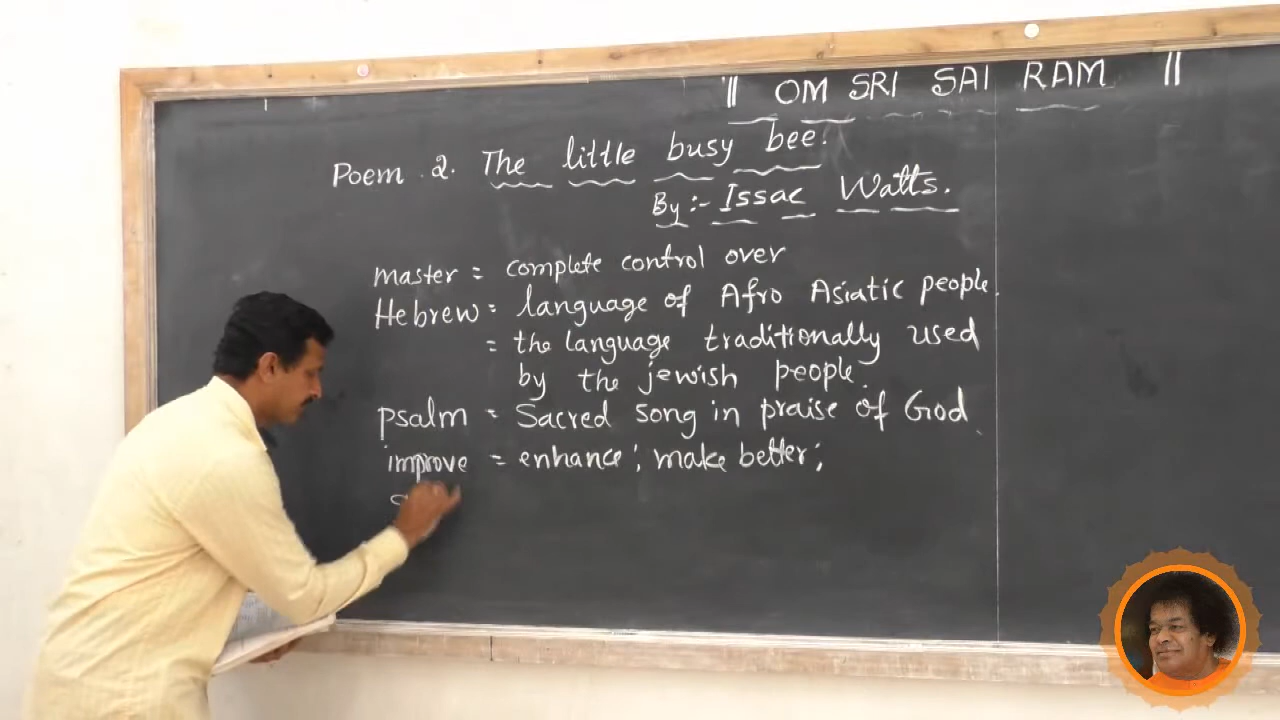 || OM SRI SAI RAM ||
Poem 2. The little busy bee.
By :- Issac Watts.
master = complete control over
Hebrew = language of Afro Asiatic people.
= the language traditionally used
by the jewish people.
psalm = Sacred song in praise of God
improve = enhance; make better;